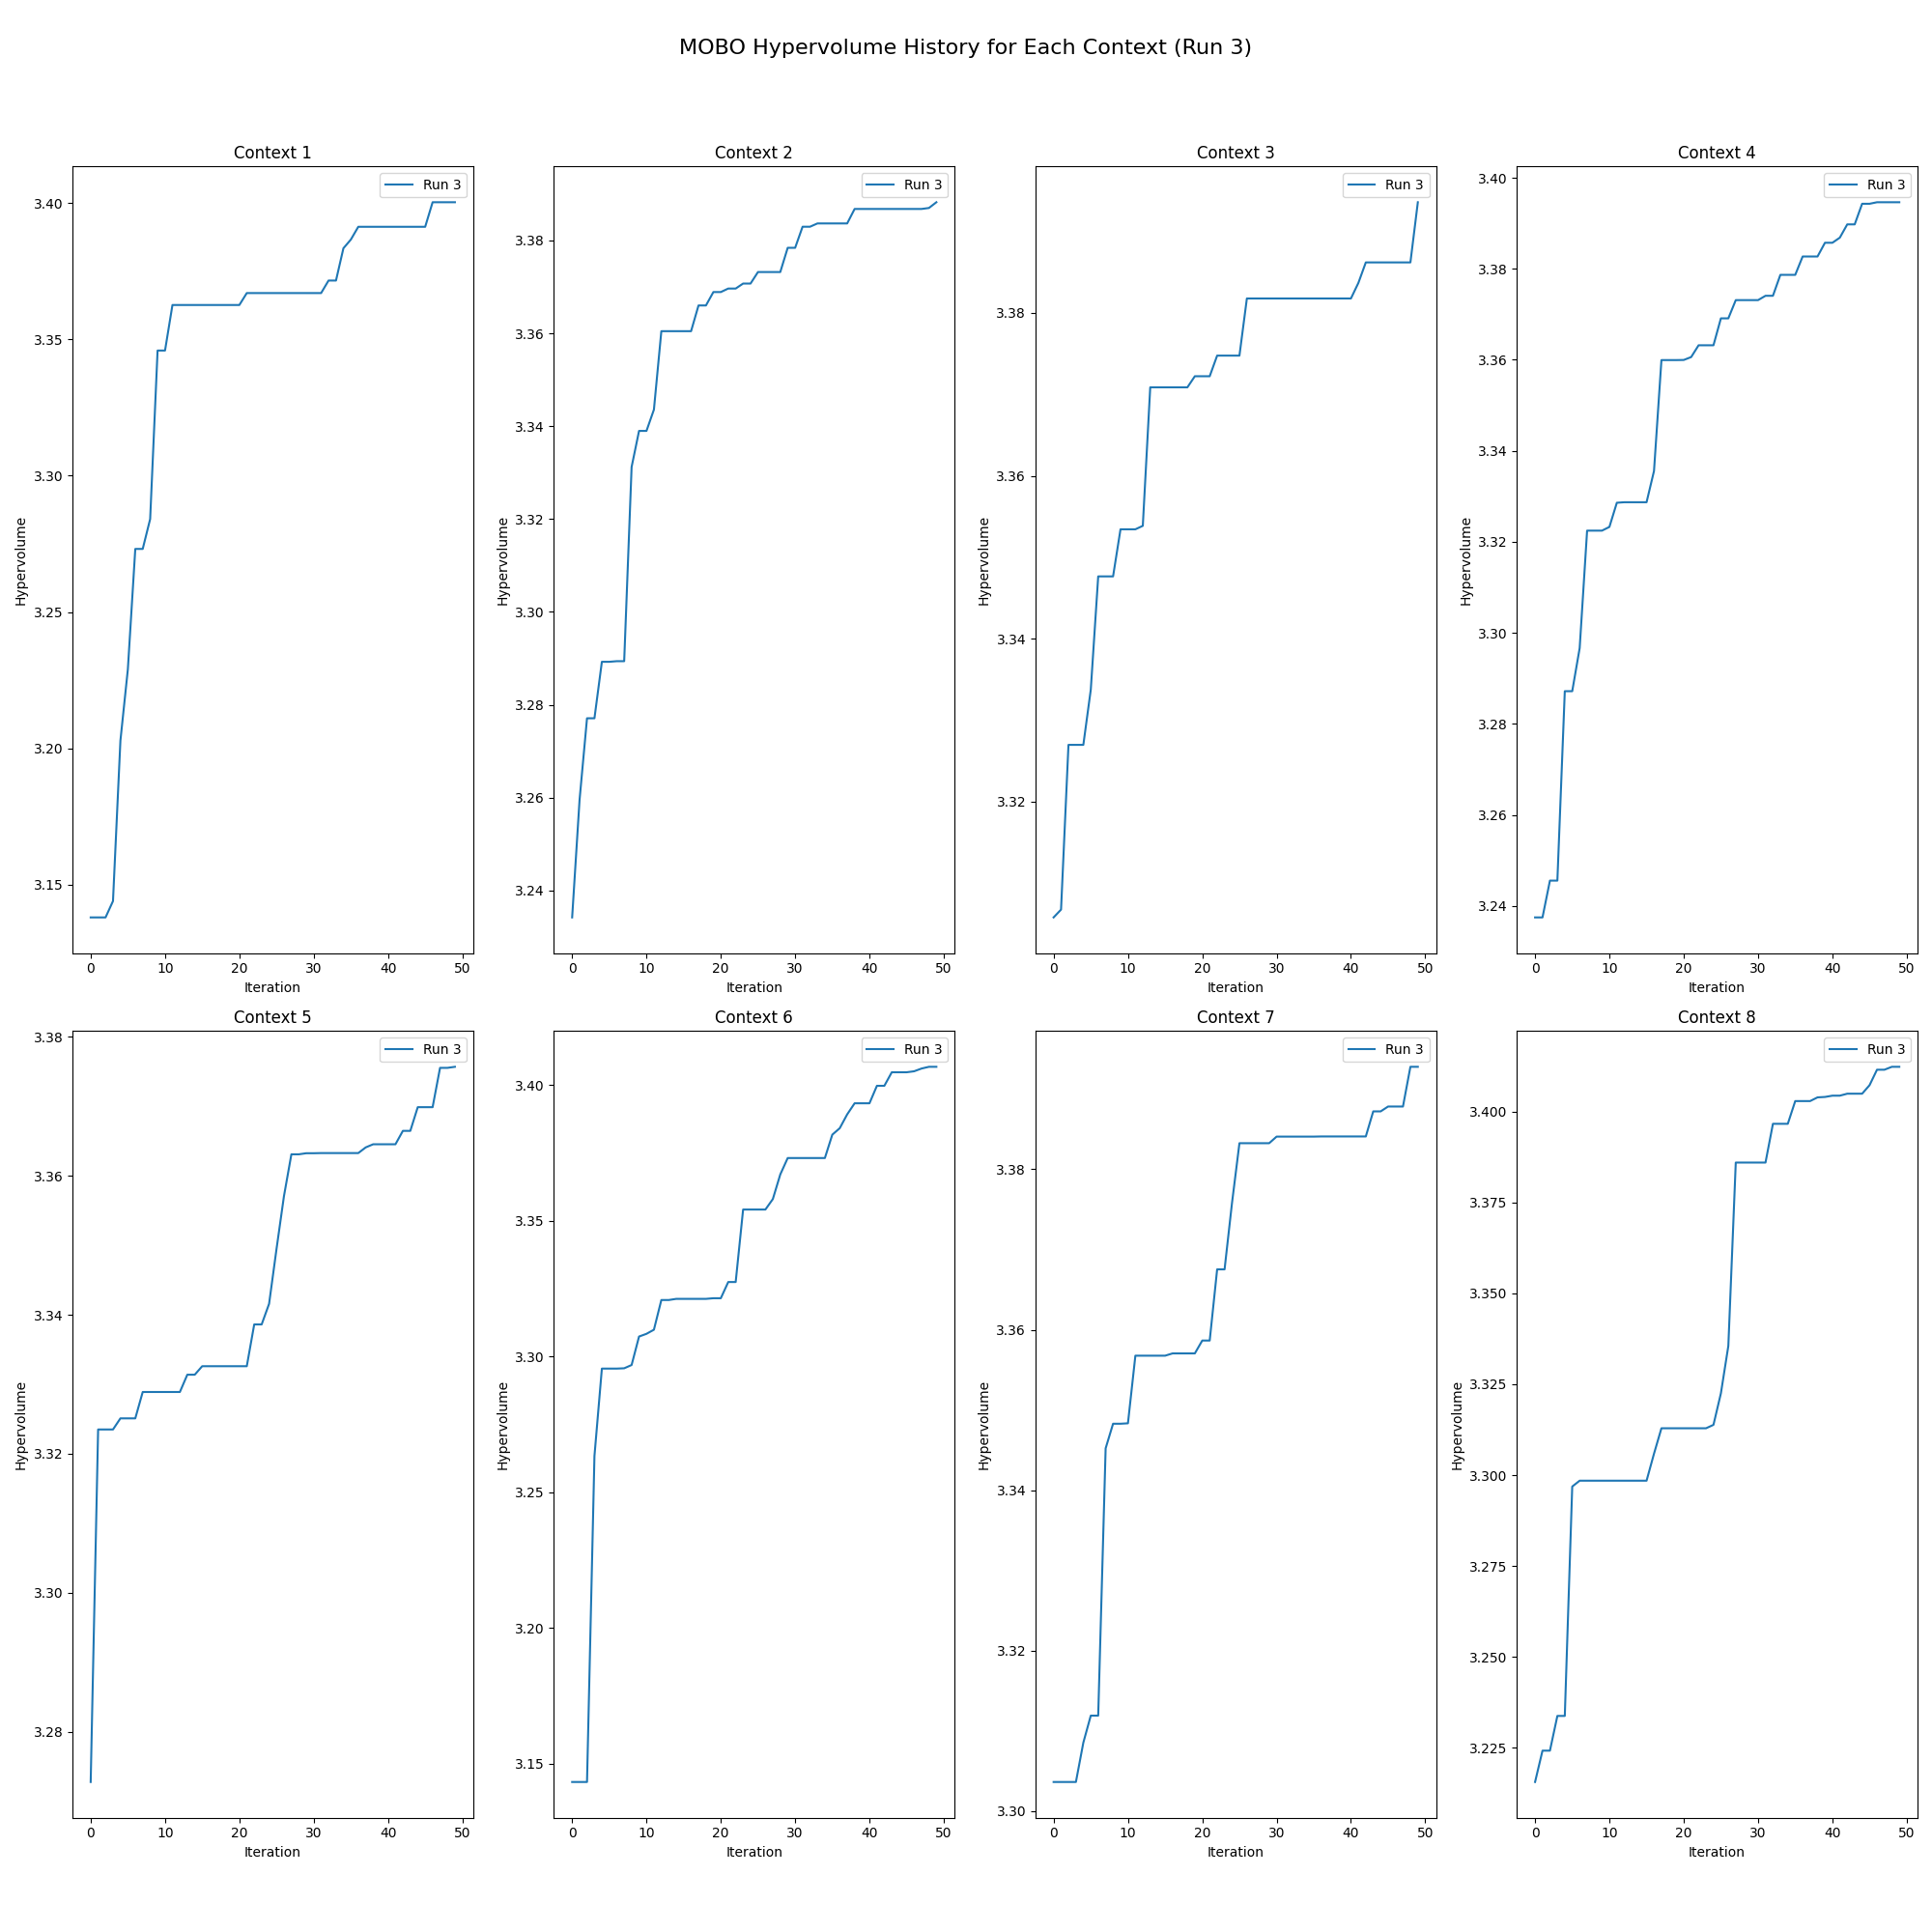 MOBO Hypervolume History for Each Context (Run 3)
Context 1
Run 3
3.40
3.35
3.30
3.25
3.20
3.15
Hypervolume
0 10 20 30 40 50
Iteration
Context 2
Run 3
3.38
3.36
3.34
3.32
3.30
3.28
3.26
3.24
Hypervolume
0 10 20 30 40 50
Iteration
Context 3
Run 3
3.38
3.36
3.34
3.32
Hypervolume
0 10 20 30 40 50
Iteration
Context 4
Run 3
3.40
3.38
3.36
3.34
3.32
3.30
3.28
3.26
3.24
Hypervolume
0 10 20 30 40 50
Iteration
Context 5
Run 3
3.38
3.36
3.34
3.32
3.30
3.28
Hypervolume
0 10 20 30 40 50
Iteration
Context 6
Run 3
3.40
3.35
3.30
3.25
3.20
3.15
Hypervolume
0 10 20 30 40 50
Iteration
Context 7
Run 3
3.38
3.36
3.34
3.32
3.30
Hypervolume
0 10 20 30 40 50
Iteration
Context 8
Run 3
3.400
3.375
3.350
3.325
3.300
3.275
3.250
3.225
Hypervolume
0 10 20 30 40 50
Iteration